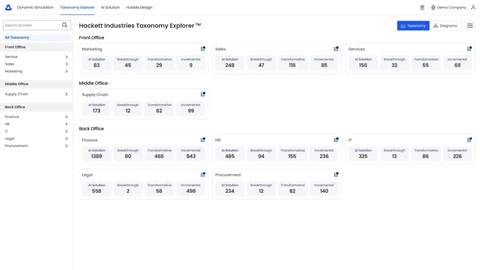 Dynamic Simulation Taxonomy Explorer AI Solution Hubble Design Demo Company
Search process
Hackett Industries Taxonomy Explorer™
Taxonomy Diagrams
All Taxonomy
Front Office
Service
Sales
Marketing
Middle Office
Supply Chain
Back Office
Finance
HR
IT
Legal
Procurement
Front Office
Marketing Sales Services
AI Solution Breakthrough Transformative Incremental AI Solution Breakthrough Transformative Incremental AI Solution Breakthrough Transformative Incremental
83 45 29 9 248 47 116 85 156 32 55 69
Middle Office
Supply Chain
AI Solution Breakthrough Transformative Incremental
173 12 62 99
Back Office
Finance HR IT
AI Solution Breakthrough Transformative Incremental AI Solution Breakthrough Transformative Incremental AI Solution Breakthrough Transformative Incremental
1389 80 466 843 485 94 155 236 325 13 86 226
Legal Procurement
AI Solution Breakthrough Transformative Incremental AI Solution Breakthrough Transformative Incremental
558 2 58 498 234 12 82 140